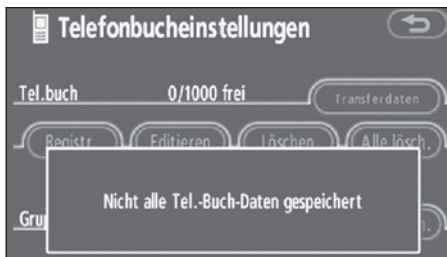 Telefonbucheinstellungen
Tel.buch 0/1000 frei Transferdaten
Registr. Editieren Löschen Alle lösch.
Nicht alle Tel.-Buch-Daten gespeichert